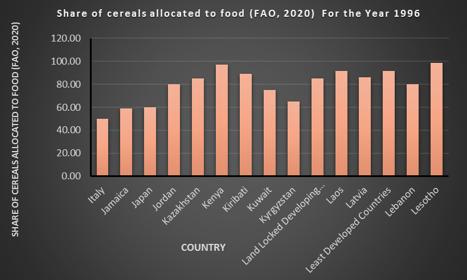 Share of cereals allocated to food (FAO, 2020)  For the Year 1996
SHARE OF CEREALS ALLOCATED TO FOOD (FAO, 2020)
120.00
100.00
80.00
60.00
40.00
20.00
0.00
Italy
Jamaica
Japan
Jordan
Kazakhstan
Kenya
Kiribati
Kuwait
Kyrgyzstan
Land Locked Developing...
Laos
Latvia
Least Developed Countries
Lebanon
Lesotho
COUNTRY